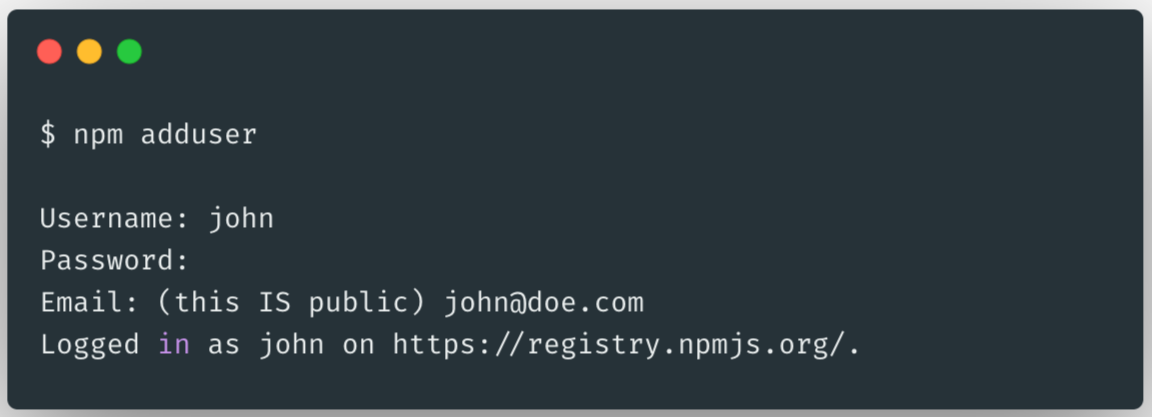 $ npm adduser
Username: john
Password:
Email: (this IS public) john@doe.com
Logged in as john on https://registry.npmjs.org/.